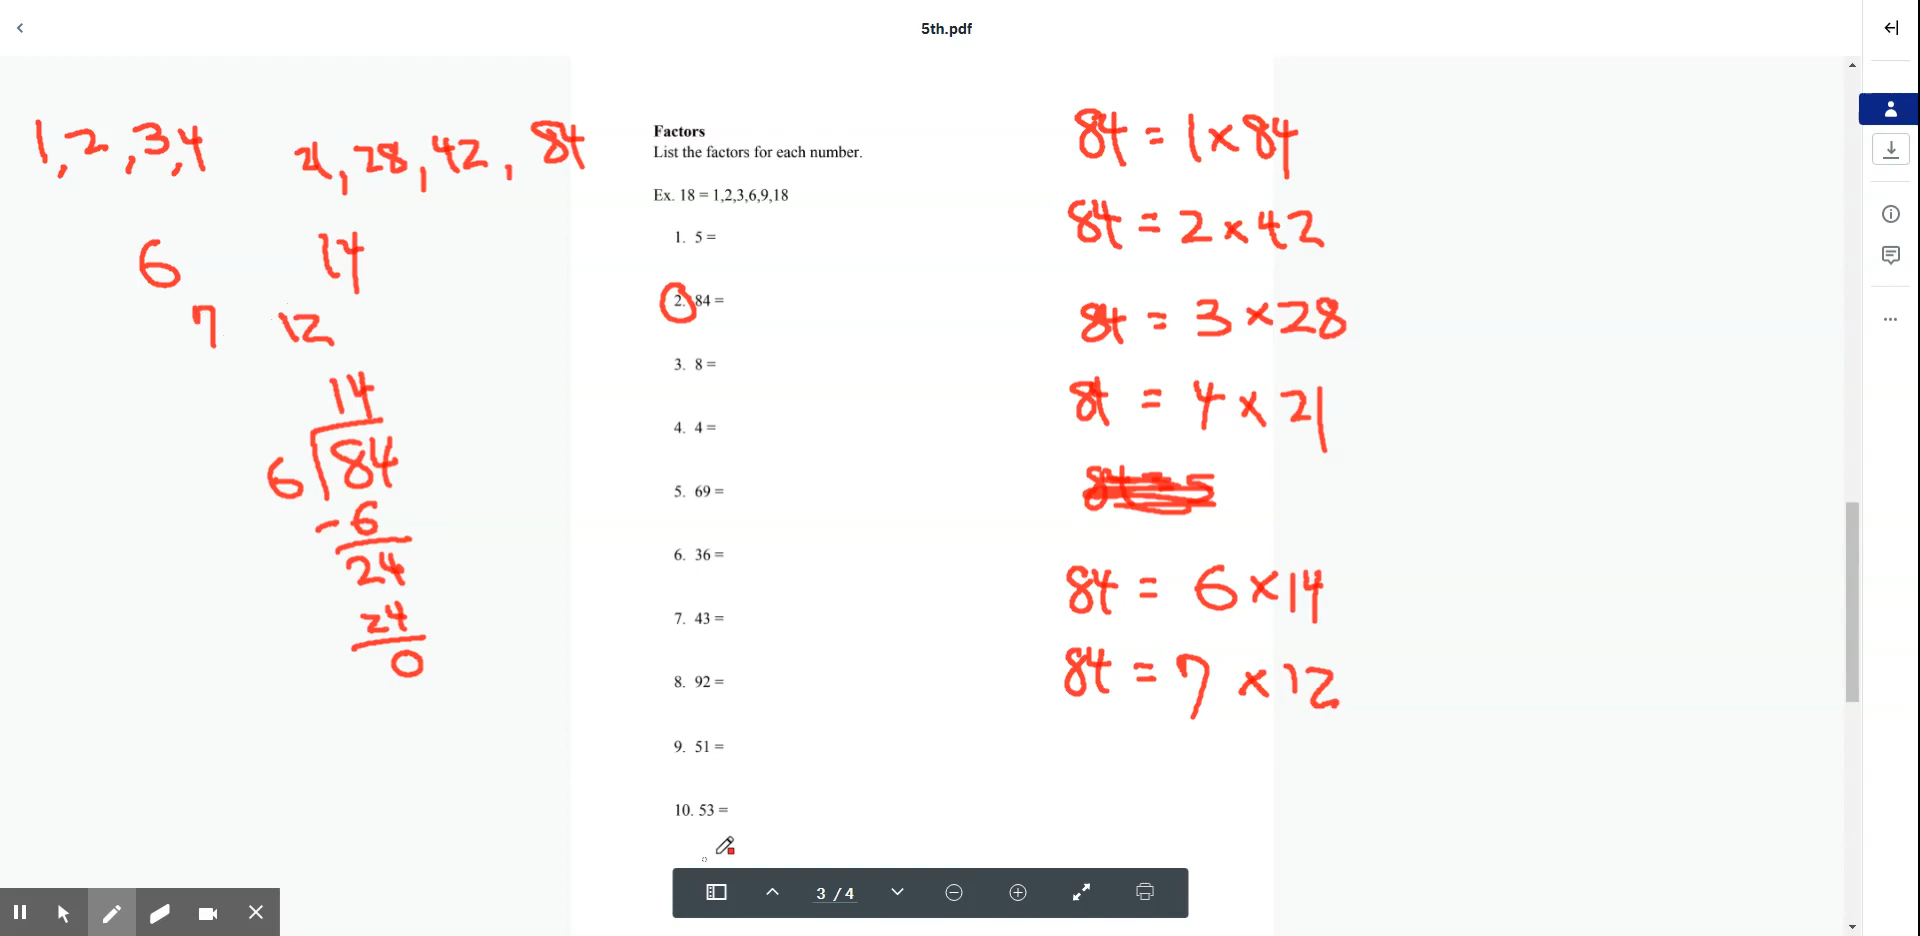 5th.pdf
1, 2, 3, 4 21, 28, 42, 84
6 14
7 12
14
6 84
- 6
24
24
0
Factors
List the factors for each number.
Ex. 18 = 1,2,3,6,9,18
1. 5 =
2. 84 =
3. 8 =
4. 4 =
5. 69 =
6. 36 =
7. 43 =
8. 92 =
9. 51 =
10. 53 =
84 = 1 × 84
84 = 2 × 42
84 = 3 × 28
84 = 4 × 21
84 = 5
84 = 6 × 14
84 = 7 × 12
3 / 4